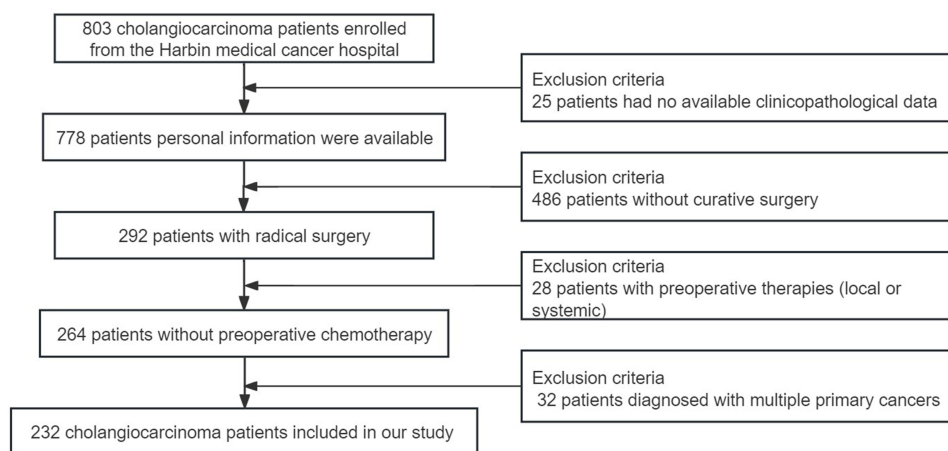 803 cholangiocarcinoma patients enrolled
from the Harbin medical cancer hospital
Exclusion criteria
25 patients had no available clinicopathological data
778 patients personal information were available
Exclusion criteria
486 patients without curative surgery
292 patients with radical surgery
Exclusion criteria
28 patients with preoperative therapies (local or
systemic)
264 patients without preoperative chemotherapy
Exclusion criteria
32 patients diagnosed with multiple primary cancers
232 cholangiocarcinoma patients included in our study